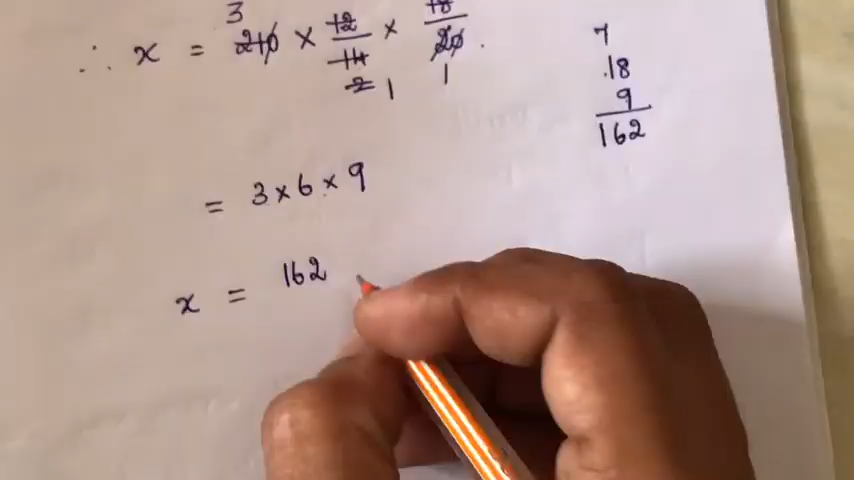 3
∴ x = 210 × 12/14 × 18/20
2 1 1
7
18
9
162
= 3 × 6 × 9
x = 162